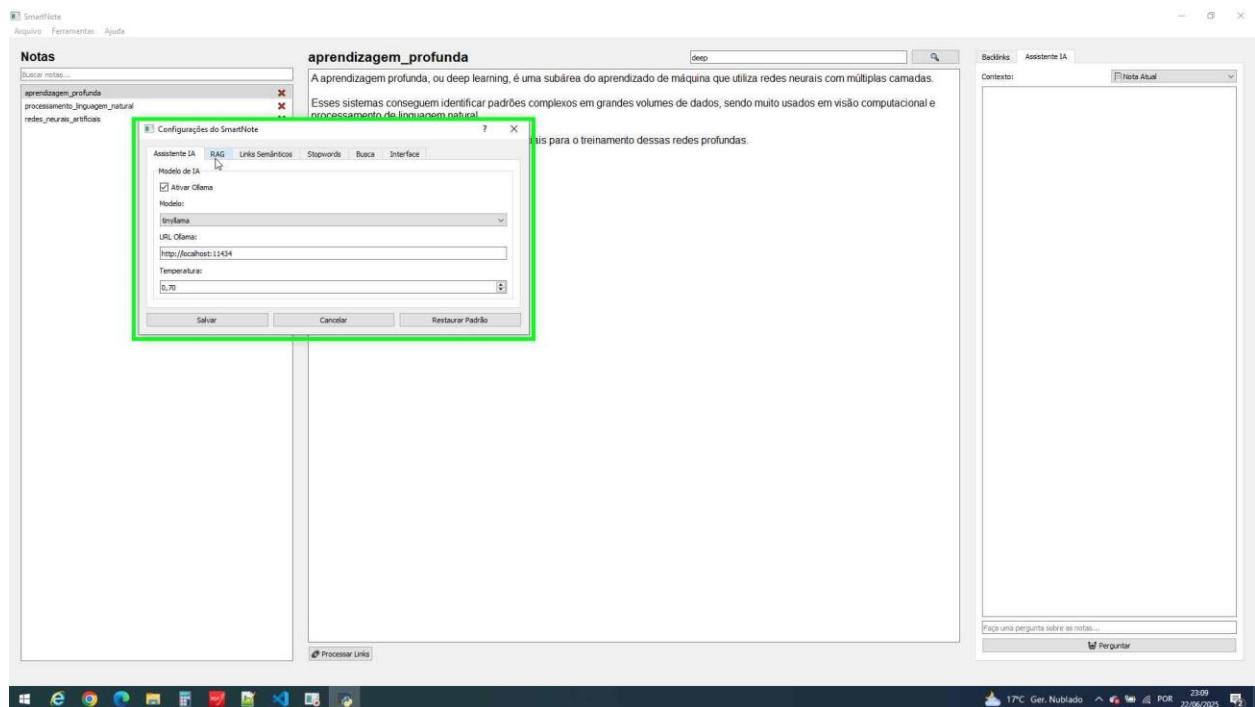 SmartNote
Arquivo Ferramentas Ajuda
Notas
Buscar notas...
aprendizagem_profunda
processamento_linguagem_natural
redes_neurais_artificiais
aprendizagem_profunda
deep
A aprendizagem profunda, ou deep learning, é uma subárea do aprendizado de máquina que utiliza redes neurais com múltiplas camadas.
Esses sistemas conseguem identificar padrões complexos em grandes volumes de dados, sendo muito usados em visão computacional e
processamento de linguagem natural.
para o treinamento dessas redes profundas.
Configurações do SmartNote
Assistente IA RAG Links Semânticos Stopwords Busca Interface
Modelo de IA
Ativar Ollama
Modelo:
tinyllama
URL Ollama:
http://localhost:11434
Temperatura:
0,70
Salvar Cancelar Restaurar Padrão
Processar Links
Backlinks Assistente IA
Contexto:
Nota Atual
Faça uma pergunta sobre as notas...
Perguntar
17°C Ger. Nublado POR
23:09
22/06/2025